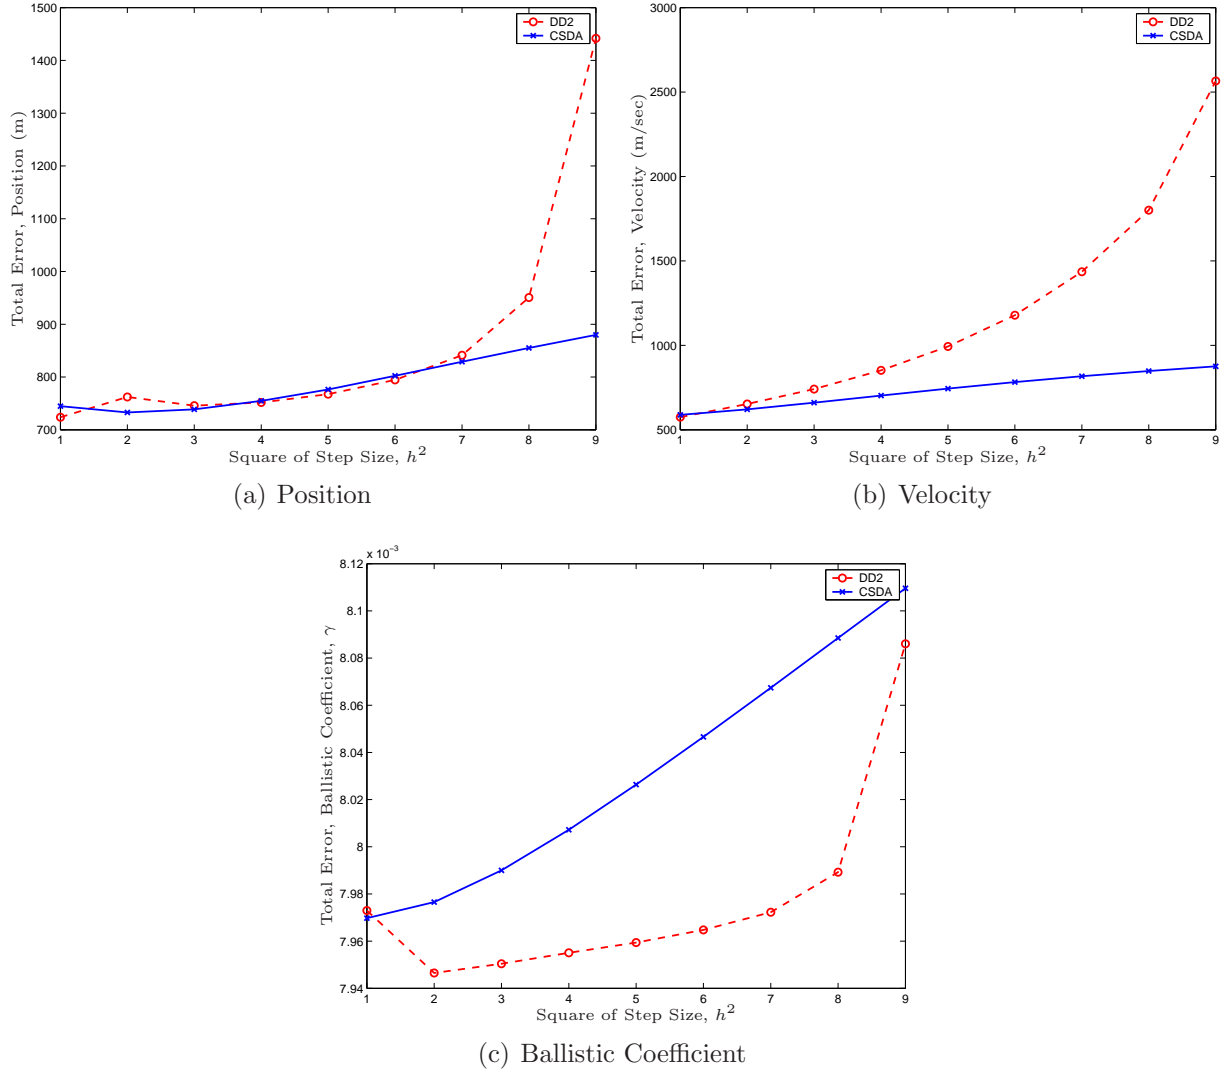 1500
1400
1300
1200
1100
1000
900
800
700
1 2 3 4 5 6 7 8 9
Total Error, Position (m)
Square of Step Size, h²
DD2
CSDA
(a) Position
3000
2500
2000
1500
1000
500
1 2 3 4 5 6 7 8 9
Total Error, Velocity (m/sec)
Square of Step Size, h²
DD2
CSDA
(b) Velocity
x 10⁻³
8.12
8.1
8.08
8.06
8.04
8.02
8
7.98
7.96
7.94
1 2 3 4 5 6 7 8 9
Total Error, Ballistic Coefficient, γ
Square of Step Size, h²
DD2
CSDA
(c) Ballistic Coefficient